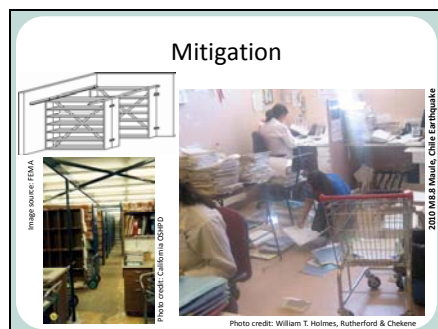 Mitigation
Image source: FEMA
Photo credit: California OSHPD
2010 M8.8 Maule, Chile Earthquake
Photo credit: William T. Holmes, Rutherford & Chekene